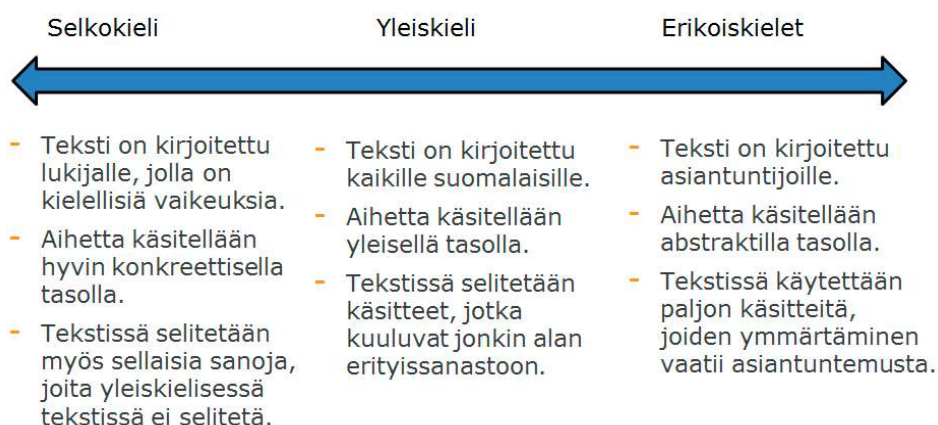 Selkokieli
Yleiskieli
Erikoiskielet
- Teksti on kirjoitettu
lukijalle, jolla on
kielellisiä vaikeuksia.
- Aihetta käsitellään
hyvin konkreettisella
tasolla.
- Tekstissä selitetään
myös sellaisia sanoja,
joita yleiskielisessä
tekstissä ei selitetä.
- Teksti on kirjoitettu
kaikille suomalaisille.
- Aihetta käsitellään
yleisellä tasolla.
- Tekstissä selitetään
käsitteet, jotka
kuuluvat jonkin alan
erityissanastoon.
- Teksti on kirjoitettu
asiantuntijoille.
- Aihetta käsitellään
abstraktilla tasolla.
- Tekstissä käytettään
paljon käsitteitä,
joiden ymmärtäminen
vaatii asiantuntemusta.